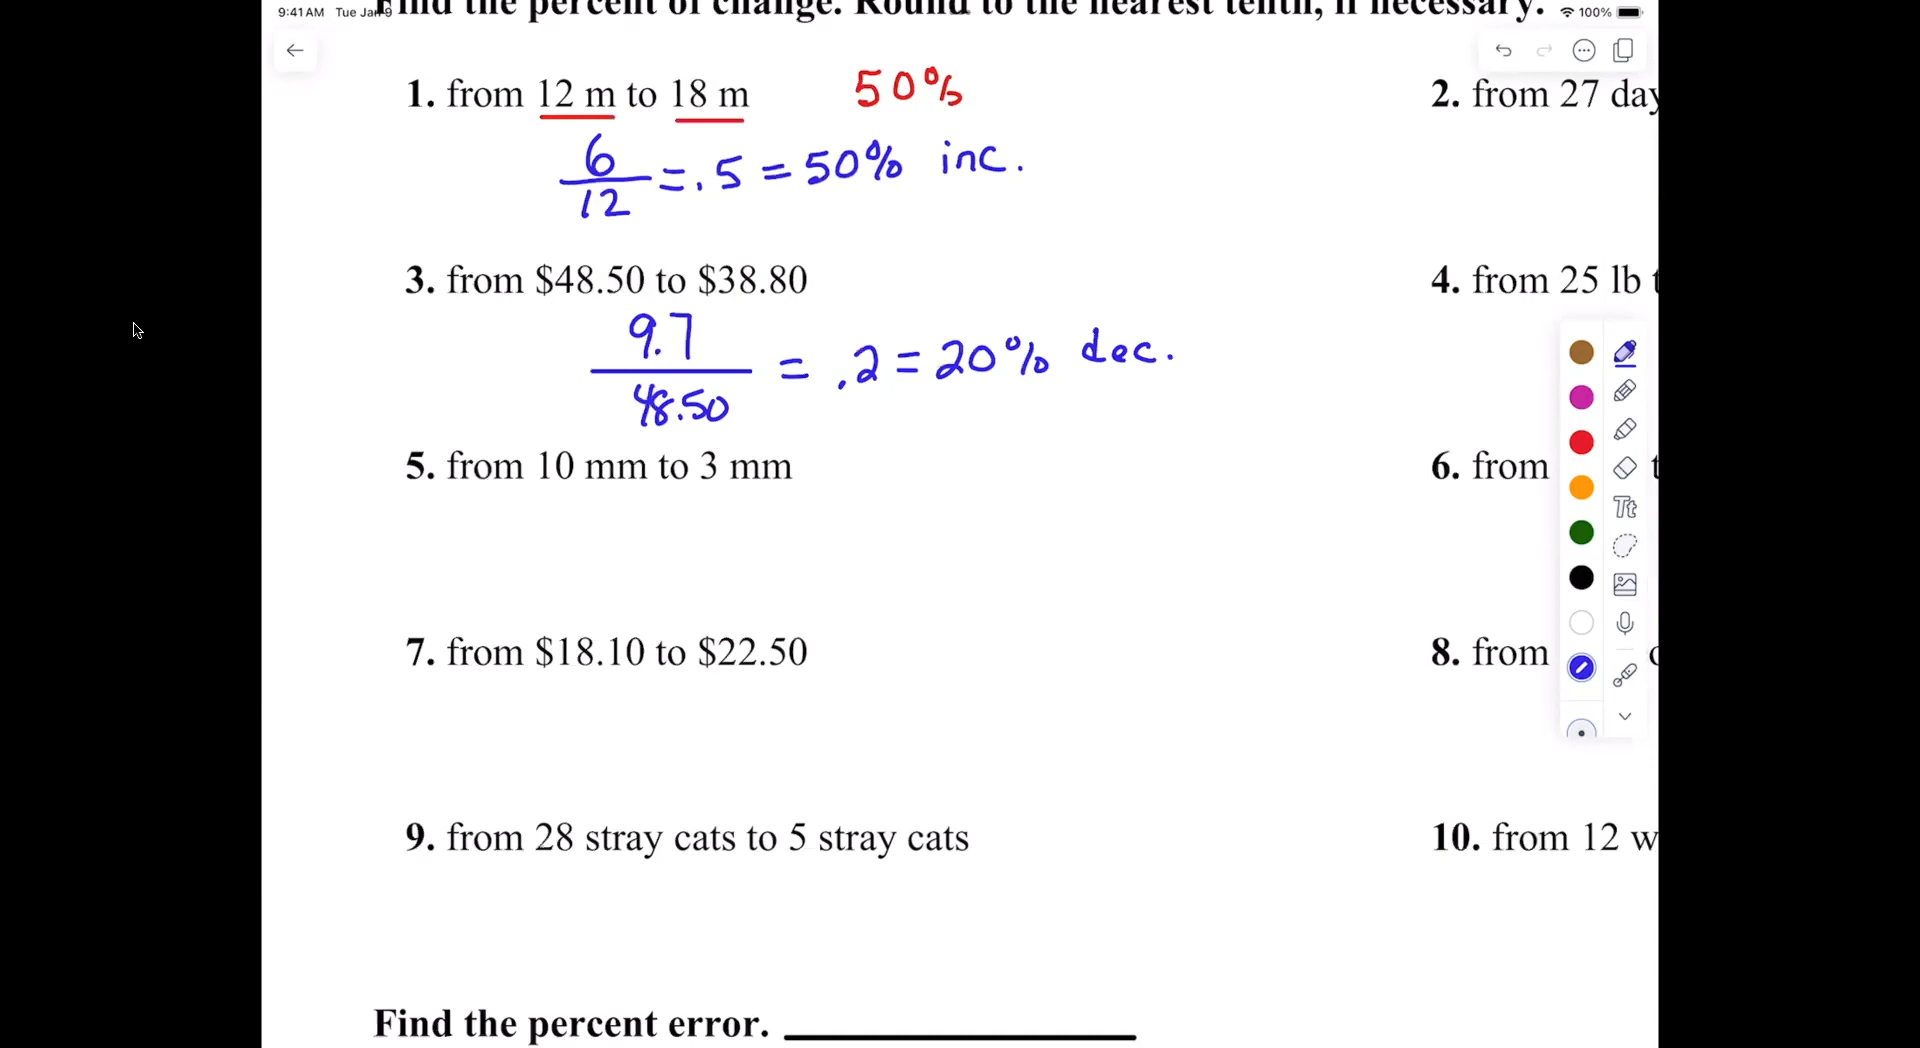 9:41 AM Tue Jan 9
Find the percent of change. Round to the nearest tenth, if necessary.
100%
1. from 12 m to 18 m
50%
2. from 27 day
6
12
= .5 = 50% inc.
3. from $48.50 to $38.80
4. from 25 lb t
9.7
48.50
= .2 = 20% dec.
5. from 10 mm to 3 mm
6. from
t
Tt
7. from $18.10 to $22.50
8. from
9. from 28 stray cats to 5 stray cats
10. from 12 w
Find the percent error.